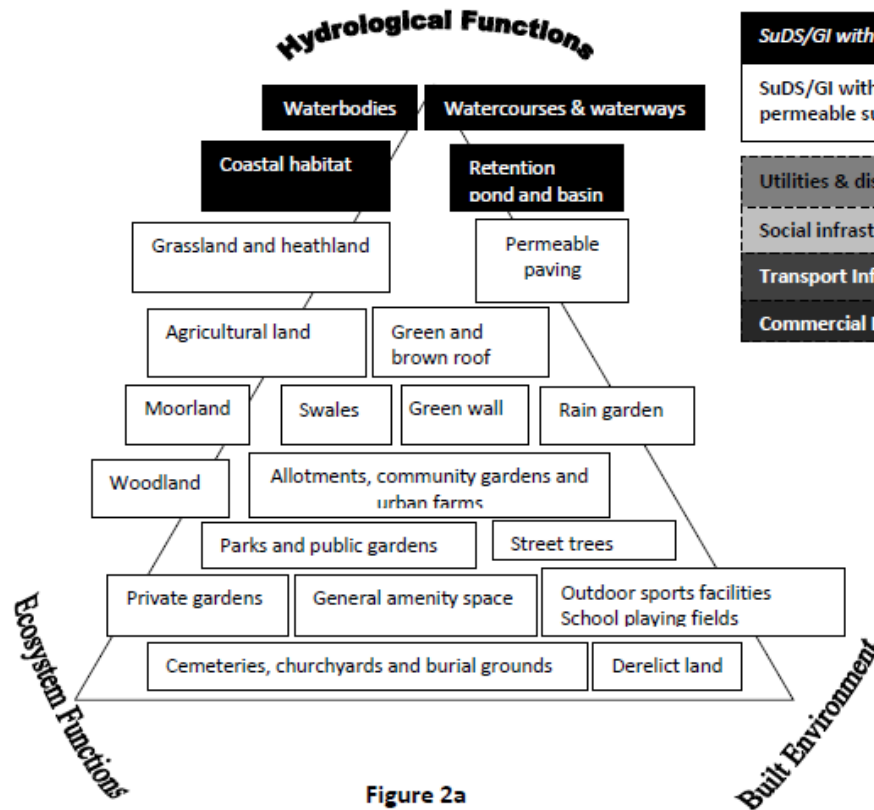 Hydrological Functions
SuDS/GI with
SuDS/GI with
permeable su
Utilities & dis
Social infrast
Transport Inf
Commercial
Waterbodies
Watercourses & waterways
Coastal habitat
Retention
pond and basin
Grassland and heathland
Permeable
paving
Agricultural land
Green and
brown roof
Moorland
Swales
Green wall
Rain garden
Woodland
Allotments, community gardens and
urban farms
Parks and public gardens
Street trees
Private gardens
General amenity space
Outdoor sports facilities
School playing fields
Cemeteries, churchyards and burial grounds
Derelict land
Ecosystem Functions
Built Environment
Figure 2a